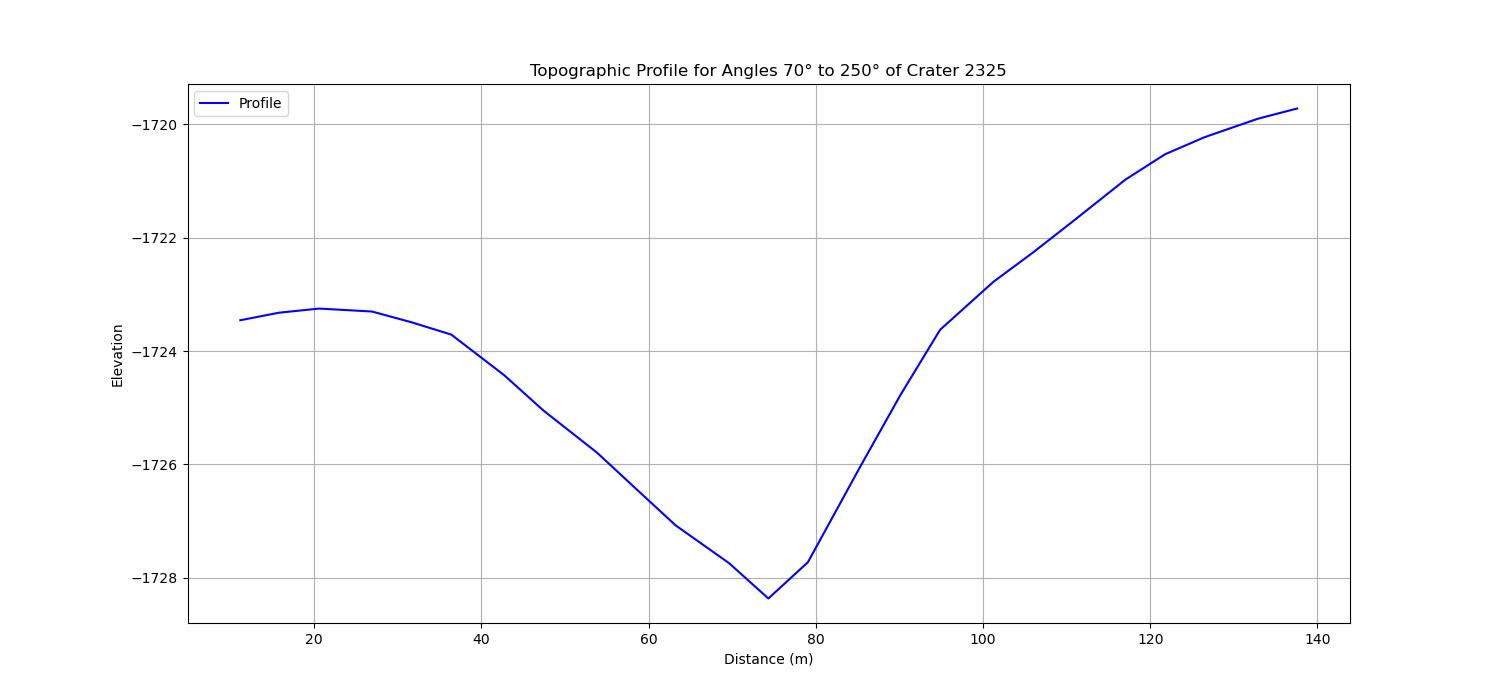 Topographic Profile for Angles 70° to 250° of Crater 2325
Profile
−1720
−1722
−1724
−1726
−1728
Elevation
20 40 60 80 100 120 140
Distance (m)